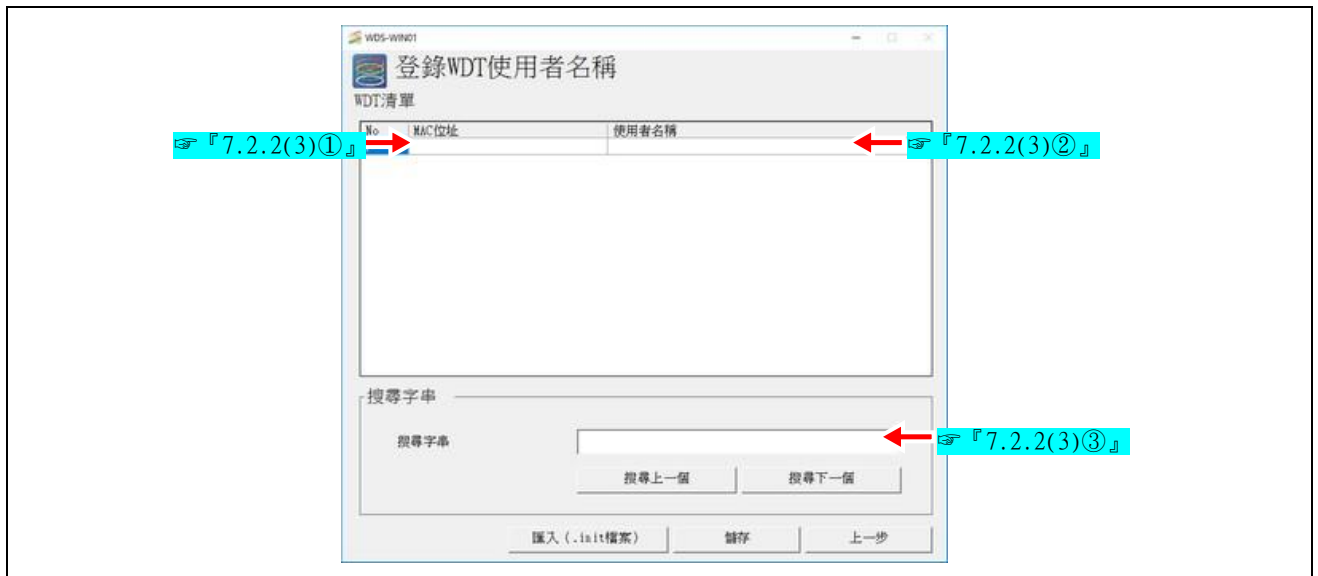 WDS-WIN01
登錄WDT使用者名稱
WDT清單
No MAC位址 使用者名稱
☞『7.2.2(3)①』
☞『7.2.2(3)②』
搜尋字串
搜尋字串
☞『7.2.2(3)③』
搜尋上一個 搜尋下一個
匯入(.init檔案) 儲存 上一步